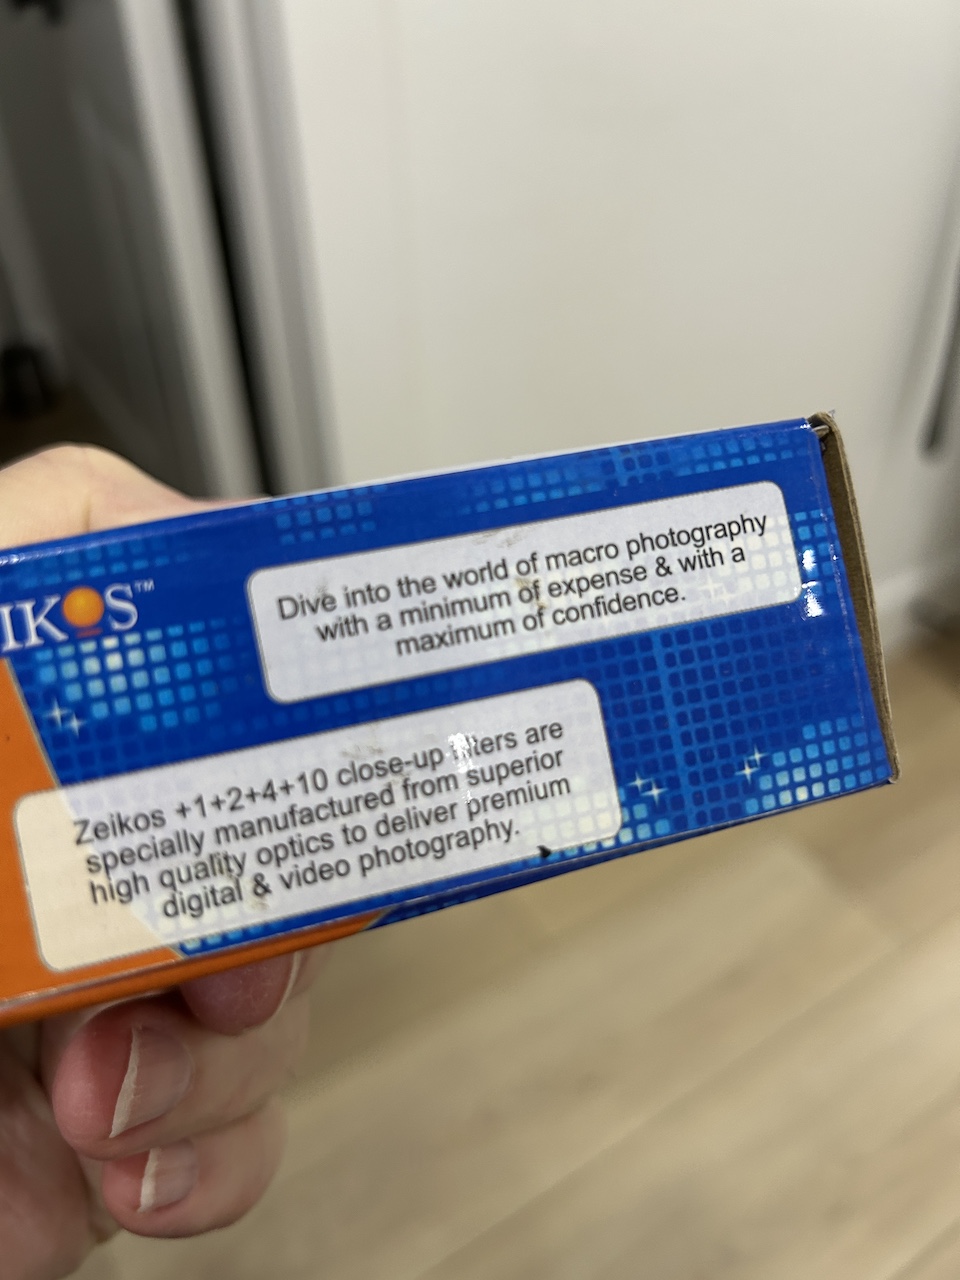 IKOS™
Dive into the world of macro photography
with a minimum of expense & with a
maximum of confidence.
Zeikos +1+2+4+10 close-up filters are
specially manufactured from superior
high quality optics to deliver premium
digital & video photography.